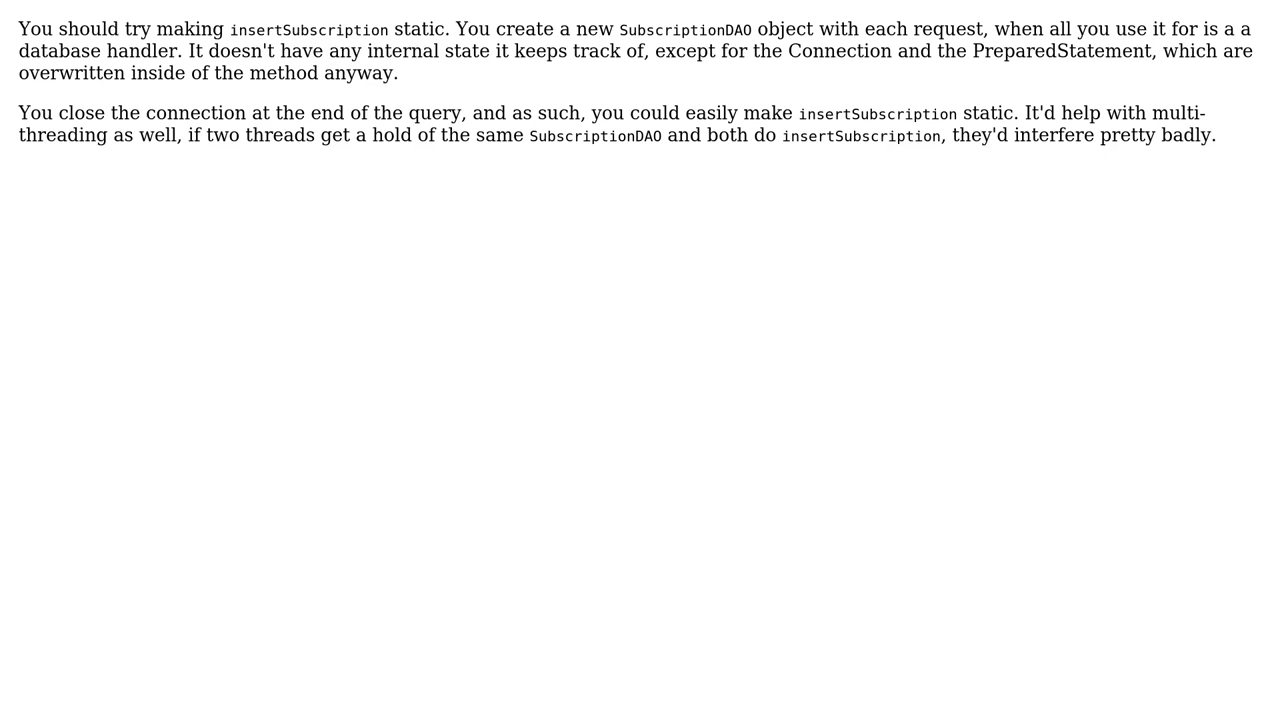 You should try making insertSubscription static. You create a new SubscriptionDAO object with each request, when all you use it for is a a
database handler. It doesn't have any internal state it keeps track of, except for the Connection and the PreparedStatement, which are
overwritten inside of the method anyway.
You close the connection at the end of the query, and as such, you could easily make insertSubscription static. It'd help with multi-
threading as well, if two threads get a hold of the same SubscriptionDAO and both do insertSubscription, they'd interfere pretty badly.